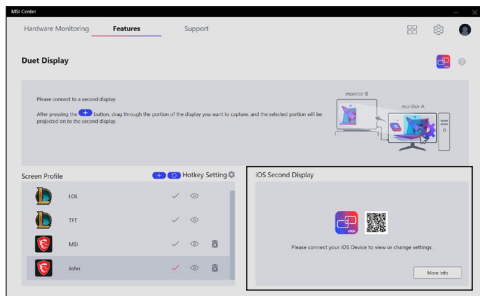 MSI Center
Hardware Monitoring
Features
Support
Duet Display
Please connect to a second display.
After pressing the + button, drag through the portion of the display you want to capture, and the selected portion will be
projected on to the second display.
monitor B
monitor A
Screen Profile
Hotkey Setting
LOL
TFT
MSI
John
iOS Second Display
Please connect your iOS Device to view or change settings.
More Info